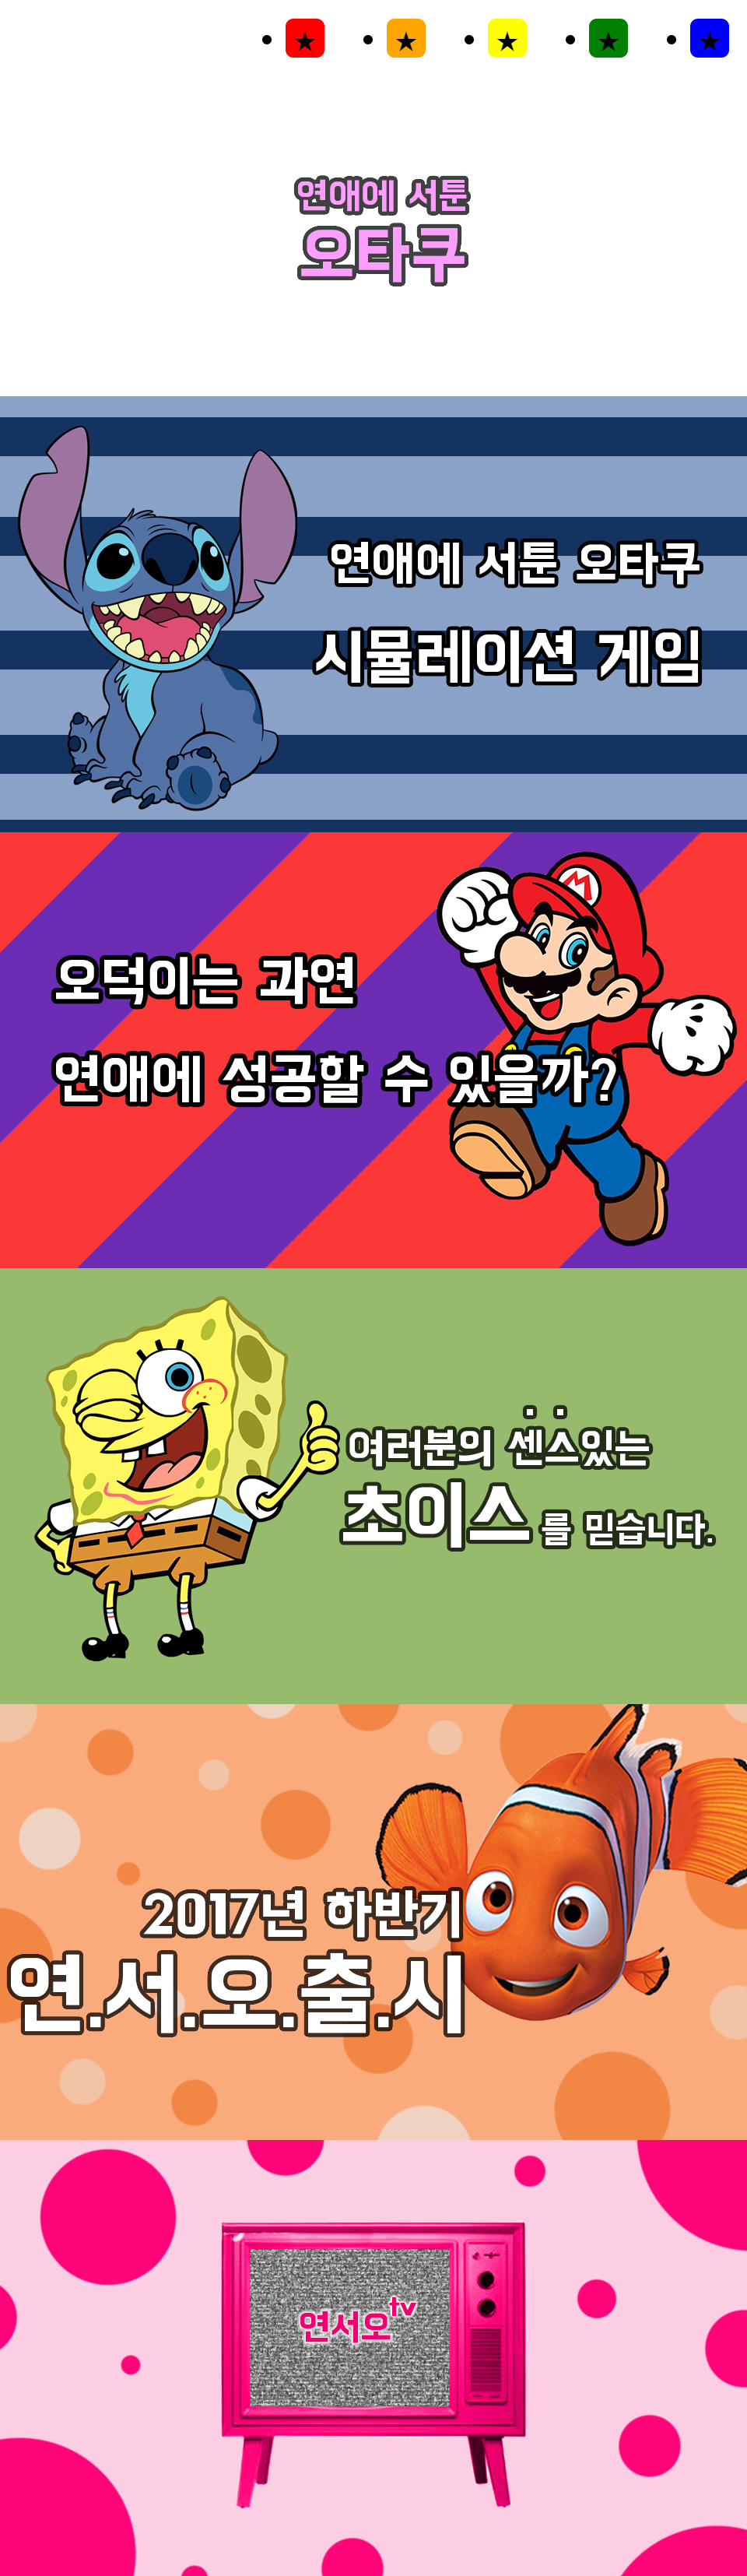 ★ ★ ★ ★ ★
연애에 서툰
오타쿠
연애에 서툰 오타쿠
시뮬레이션 게임
M
오덕이는 과연
연애에 성공할 수 있을까?
여러분의 센스있는
초이스를 믿습니다.
2017년 하반기
연.서.오.출.시
연서오tv